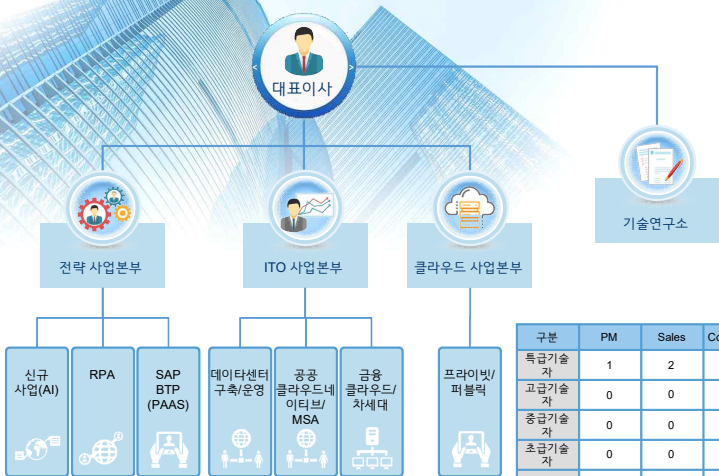 대표이사
기술연구소
전략 사업본부
ITO 사업본부
클라우드 사업본부
신규
사업(AI)
RPA
SAP
BTP
(PAAS)
데이타센터
구축/운영
공공
클라우드네
이티브/
MSA
금융
클라우드/
차세대
프라이빗/
퍼블릭
구분 PM Sales
특급기술
자 1 2
고급기술
자 0 0
중급기술
자 0 0
초급기술
자 0 0